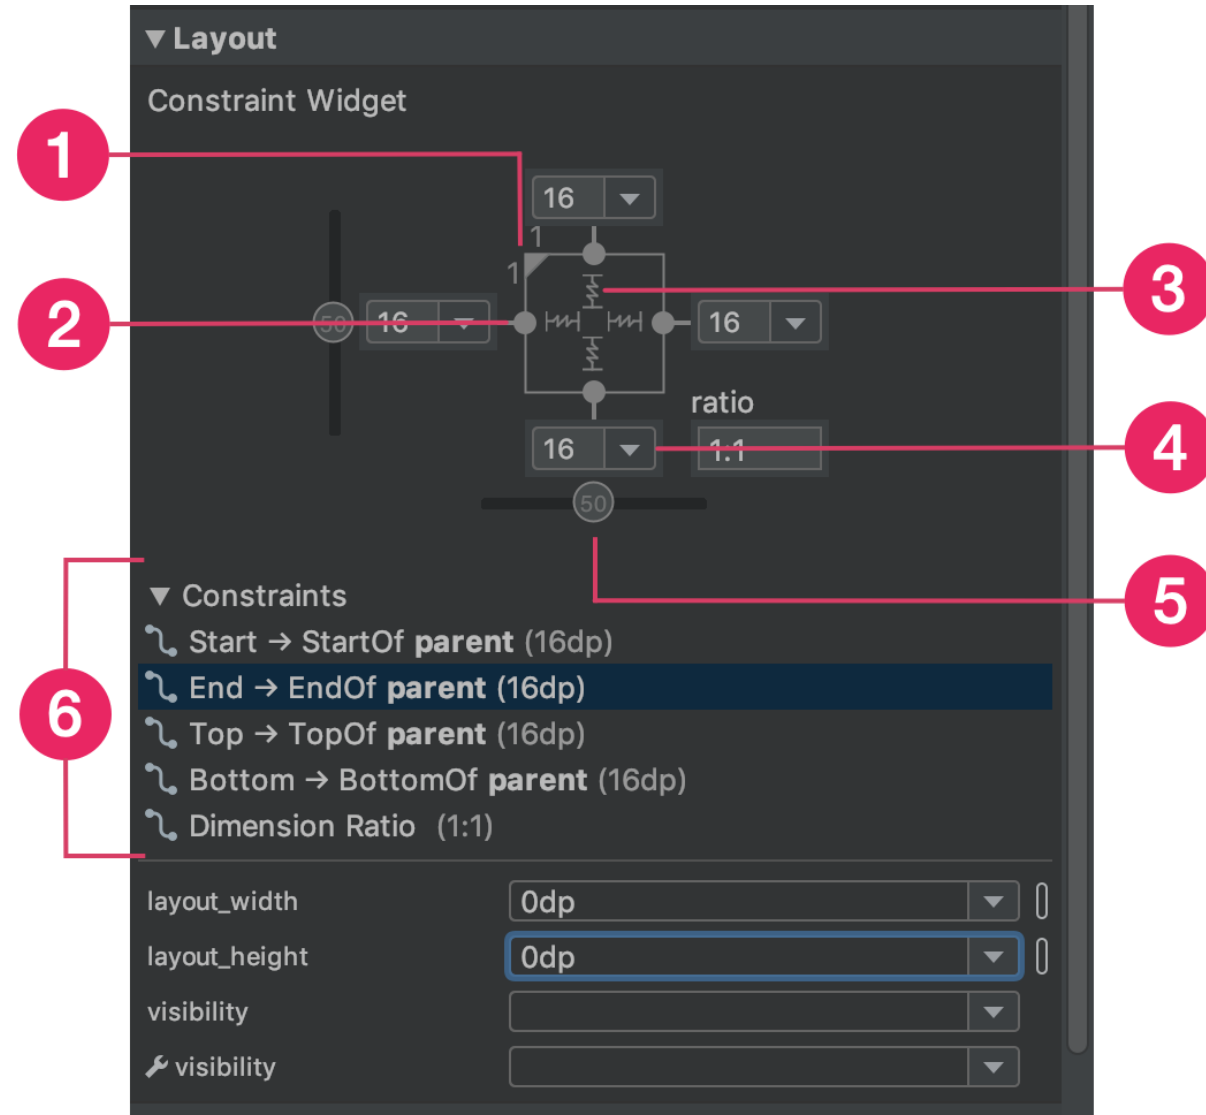 Layout
Constraint Widget
1
16
1
1
2
50
16
16
3
ratio
16
1:1
4
50
5
Constraints
Start → StartOf parent (16dp)
End → EndOf parent (16dp)
6
Top → TopOf parent (16dp)
Bottom → BottomOf parent (16dp)
Dimension Ratio (1:1)
layout_width 0dp
layout_height 0dp
visibility
visibility